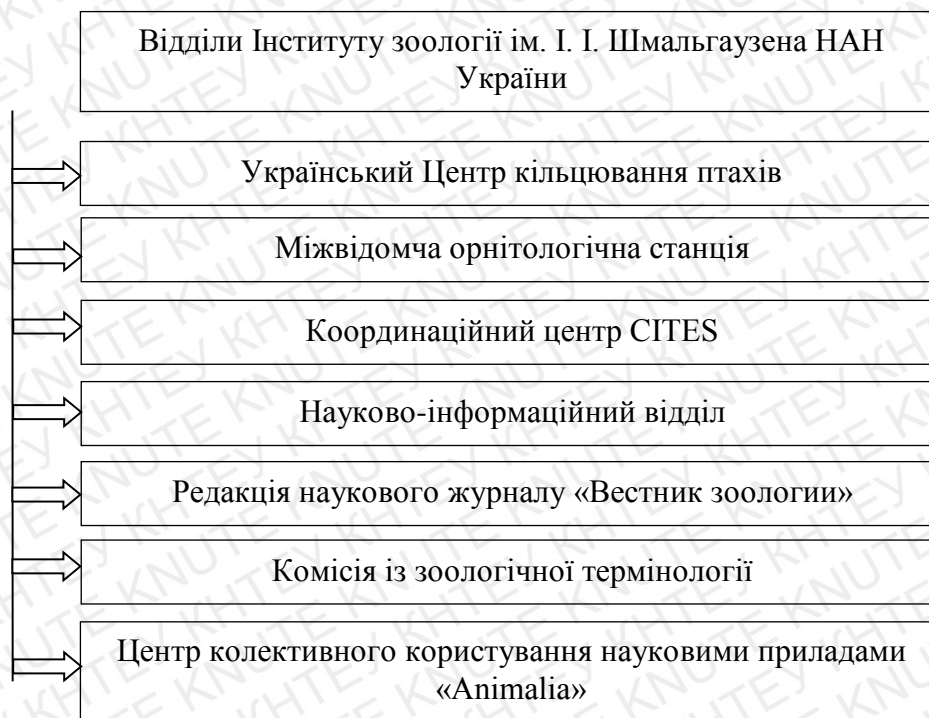 Відділи Інституту зоології ім. І. І. Шмальгаузена НАН
України
Український Центр кільцювання птахів
Міжвідомча орнітологічна станція
Координаційний центр CITES
Науково-інформаційний відділ
Редакція наукового журналу «Вестник зоологии»
Комісія із зоологічної термінології
Центр колективного користування науковими приладами
«Animalia»